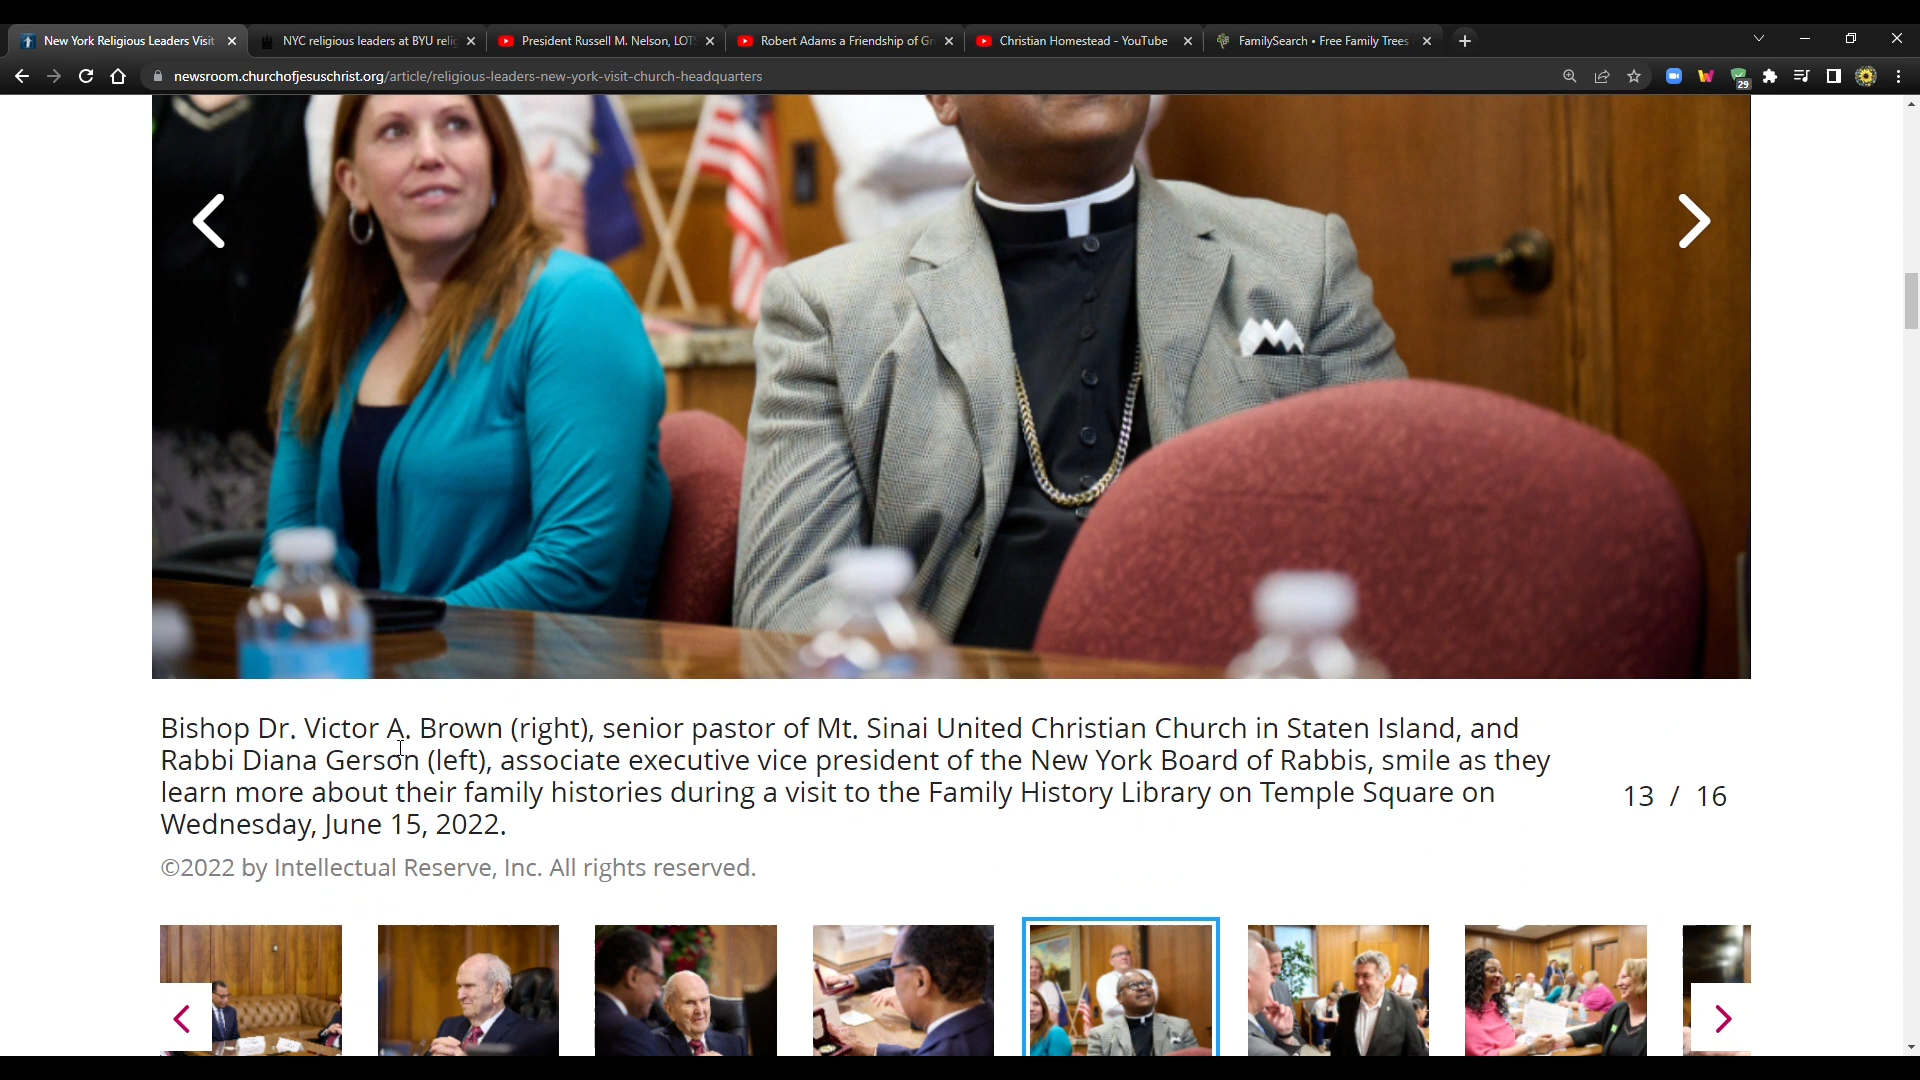 New York Religious Leaders Visit
NYC religious leaders at BYU relig
President Russell M. Nelson, LOTS
Robert Adams a Friendship of Gr
Christian Homestead - YouTube
FamilySearch • Free Family Trees
newsroom.churchofjesuschrist.org/article/religious-leaders-new-york-visit-church-headquarters
29
Bishop Dr. Victor A. Brown (right), senior pastor of Mt. Sinai United Christian Church in Staten Island, and
Rabbi Diana Gerson (left), associate executive vice president of the New York Board of Rabbis, smile as they
learn more about their family histories during a visit to the Family History Library on Temple Square on
Wednesday, June 15, 2022.
13 / 16
©2022 by Intellectual Reserve, Inc. All rights reserved.